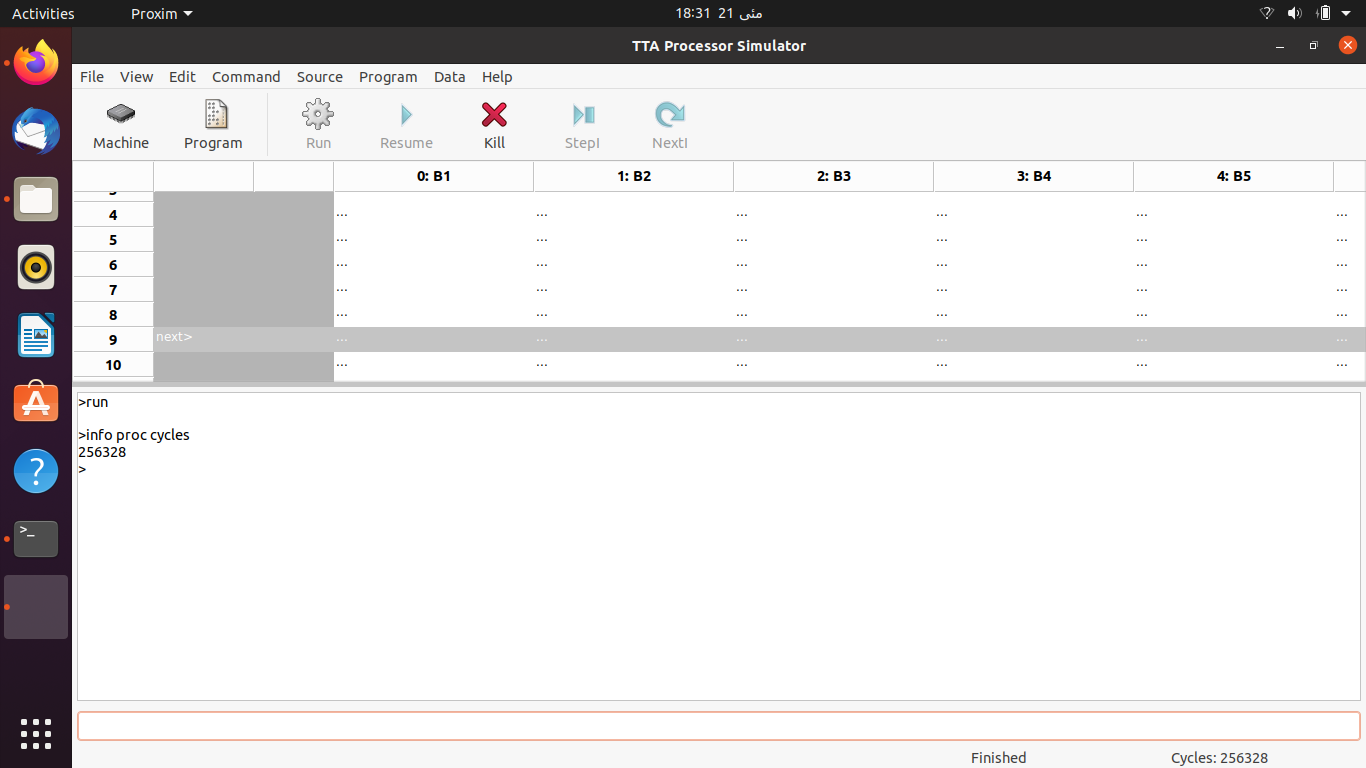 Activities Proxim 18:31 21 مئی
TTA Processor Simulator
File View Edit Command Source Program Data Help
Machine Program Run Resume Kill StepI NextI
0: B1 1: B2 2: B3 3: B4 4: B5
4 ... ... ... ... ... ...
5 ... ... ... ... ... ...
6 ... ... ... ... ... ...
7 ... ... ... ... ... ...
8 ... ... ... ... ... ...
9 next> ... ... ... ... ... ...
10 ... ... ... ... ... ...
>run
>info proc cycles
256328
>
Finished Cycles: 256328